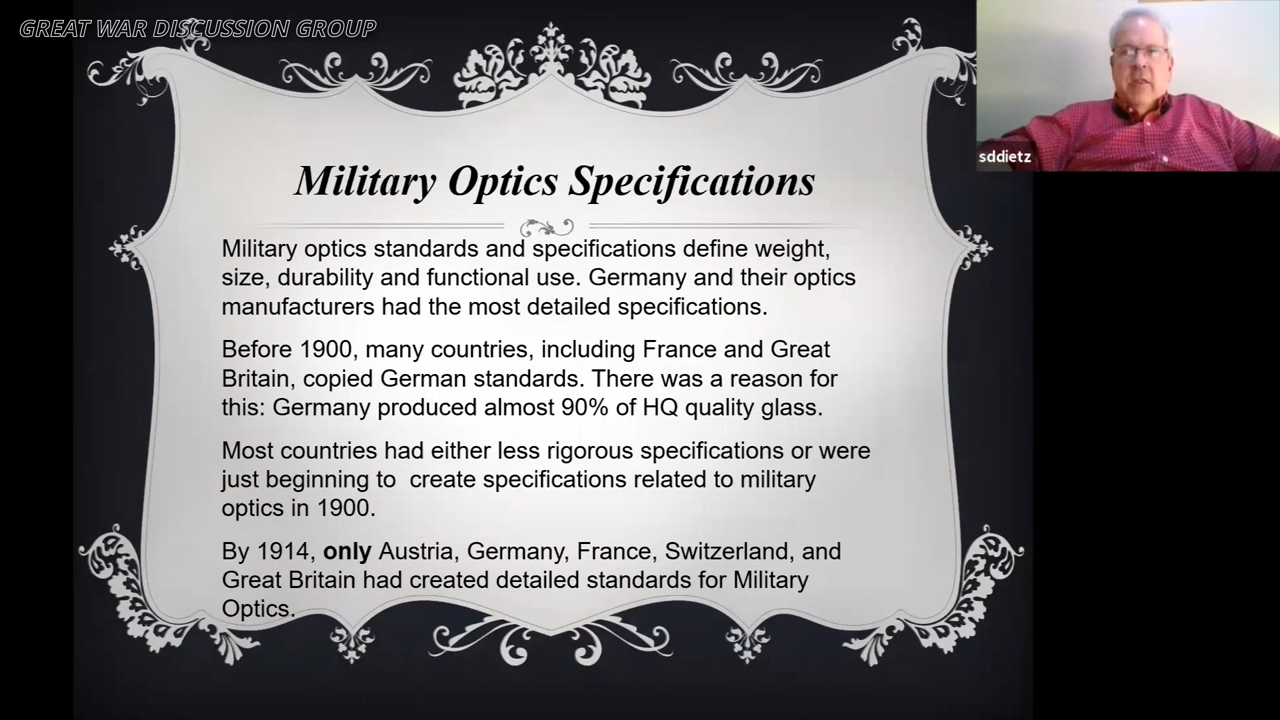 GREAT WAR DISCUSSION GROUP
sddietz
Military Optics Specifications
Military optics standards and specifications define weight,
size, durability and functional use. Germany and their optics
manufacturers had the most detailed specifications.
Before 1900, many countries, including France and Great
Britain, copied German standards. There was a reason for
this: Germany produced almost 90% of HQ quality glass.
Most countries had either less rigorous specifications or were
just beginning to  create specifications related to military
optics in 1900.
By 1914, only Austria, Germany, France, Switzerland, and
Great Britain had created detailed standards for Military
Optics.